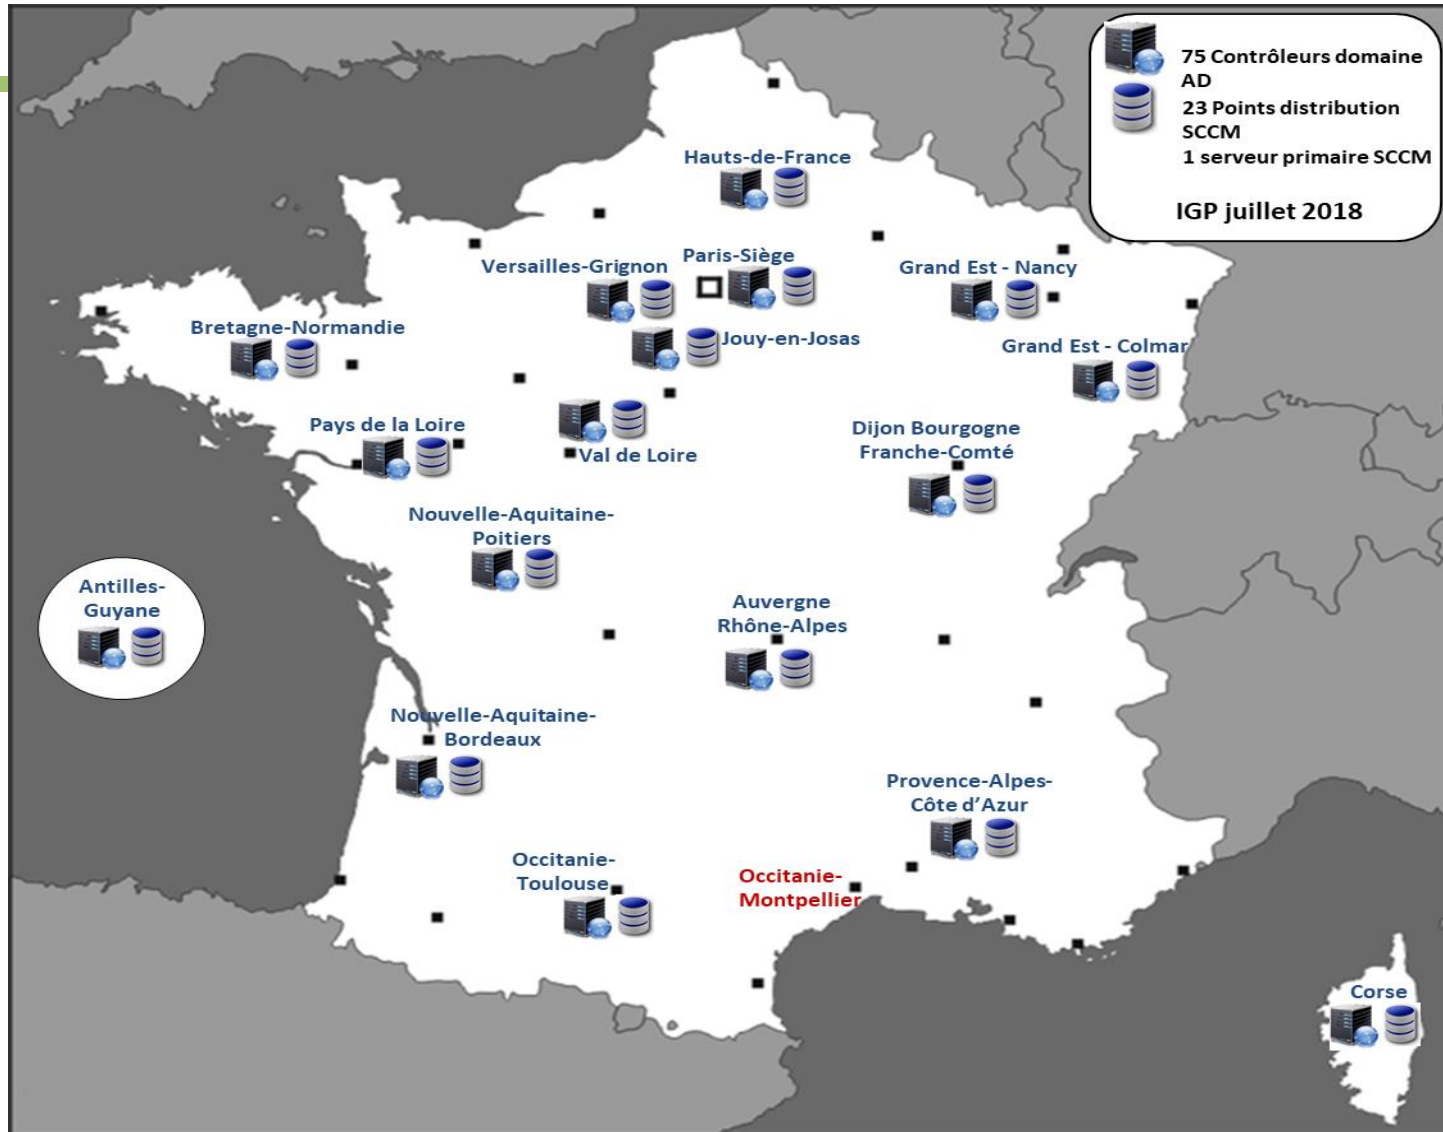 75 Contrôleurs domaine
AD
23 Points distribution
SCCM
1 serveur primaire SCCM
IGP juillet 2018
Hauts-de-France
Versailles-Grignon
Paris-Siège
Grand Est - Nancy
Bretagne-Normandie
Jouy-en-Josas
Grand Est - Colmar
Pays de la Loire
Val de Loire
Dijon Bourgogne
Franche-Comté
Nouvelle-Aquitaine-
Poitiers
Antilles-
Guyane
Auvergne
Rhône-Alpes
Nouvelle-Aquitaine-
Bordeaux
Provence-Alpes-
Côte d’Azur
Occitanie-
Toulouse
Occitanie-
Montpellier
Corse